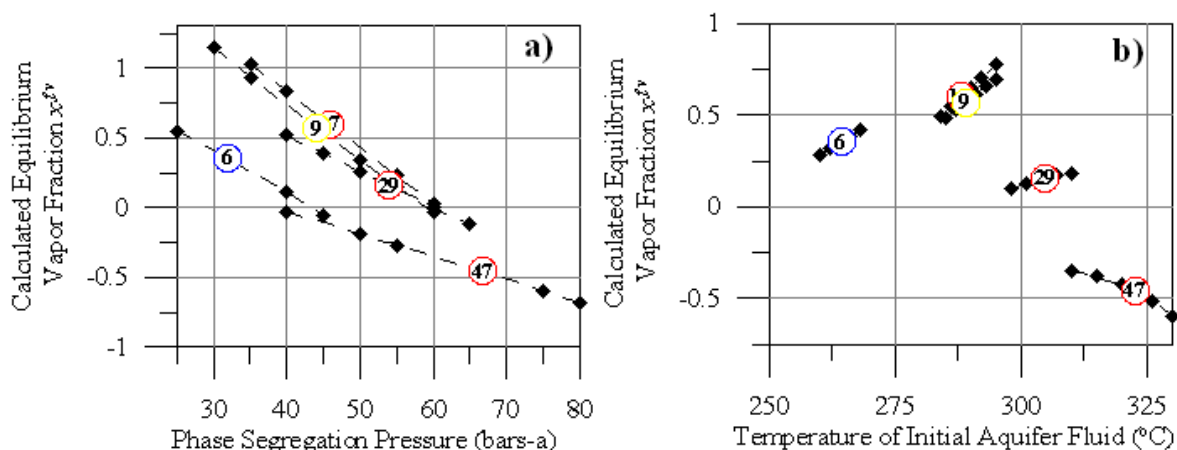 Calculated Equilibrium
Vapor Fraction x^f,v
a)
1
0.5
0
-0.5
-1
9
7
6
29
47
30 40 50 60 70 80
Phase Segregation Pressure (bars-a)
Calculated Equilibrium
Vapor Fraction x^f,v
b)
1
0.5
0
-0.5
6
9
29
47
250 275 300 325
Temperature of Initial Aquifer Fluid (ºC)